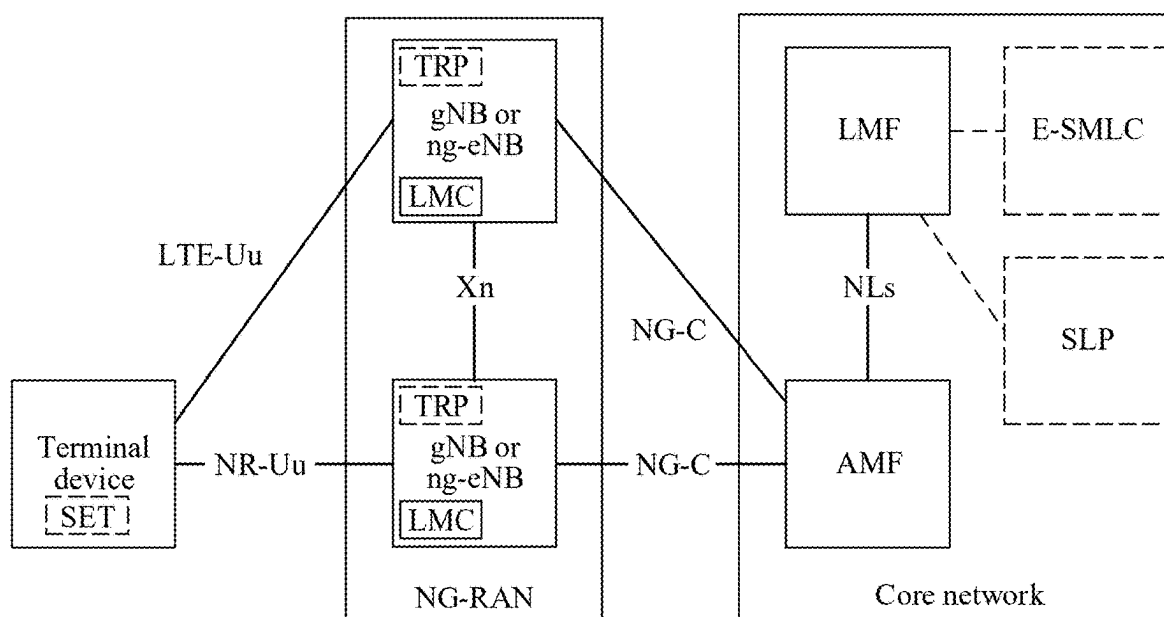 TRP
gNB or
ng-eNB
LMC
LMF
E-SMLC
LTE-Uu
Xn
NG-C
NLs
SLP
Terminal
device
SET
NR-Uu
TRP
gNB or
ng-eNB
LMC
NG-C
AMF
NG-RAN
Core network